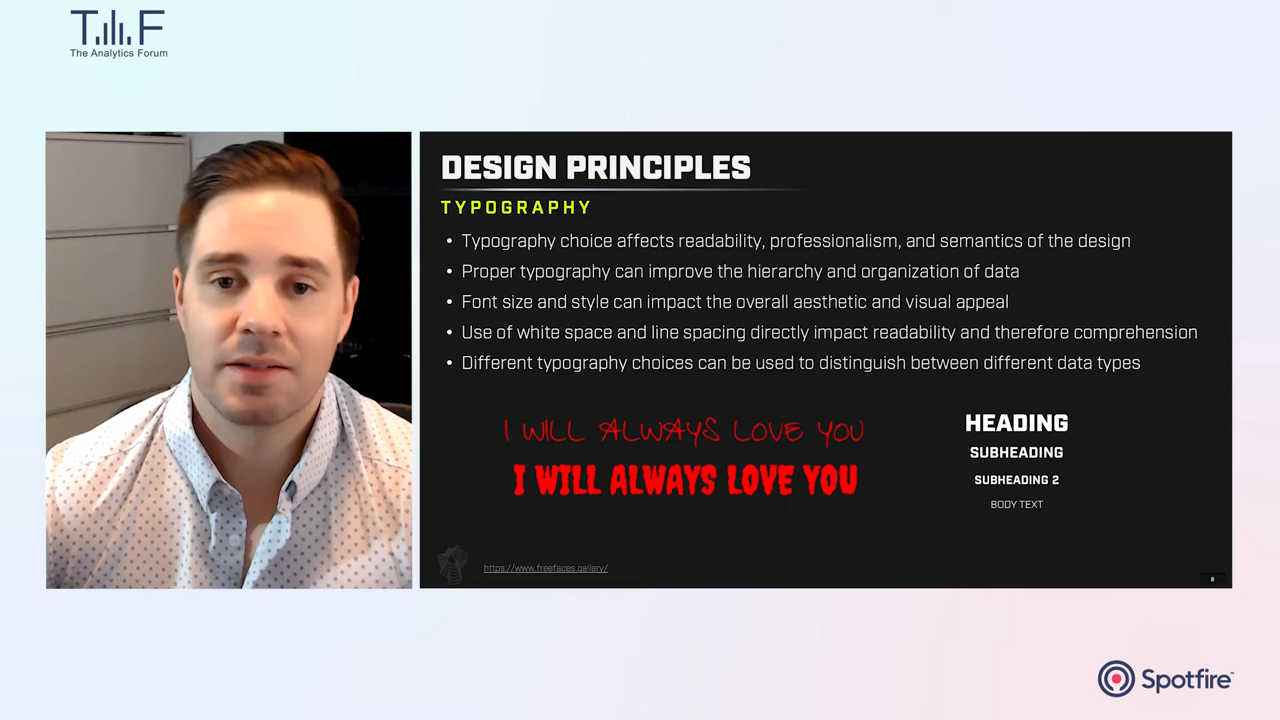 T F
The Analytics Forum
DESIGN PRINCIPLES
TYPOGRAPHY
• Typography choice affects readability, professionalism, and semantics of the design
• Proper typography can improve the hierarchy and organization of data
• Font size and style can impact the overall aesthetic and visual appeal
• Use of white space and line spacing directly impact readability and therefore comprehension
• Different typography choices can be used to distinguish between different data types
I WILL ALWAYS LOVE YOU
I WILL ALWAYS LOVE YOU
HEADING
SUBHEADING
SUBHEADING 2
BODY TEXT
https://www.freefaces.gallery/
8
Spotfire™